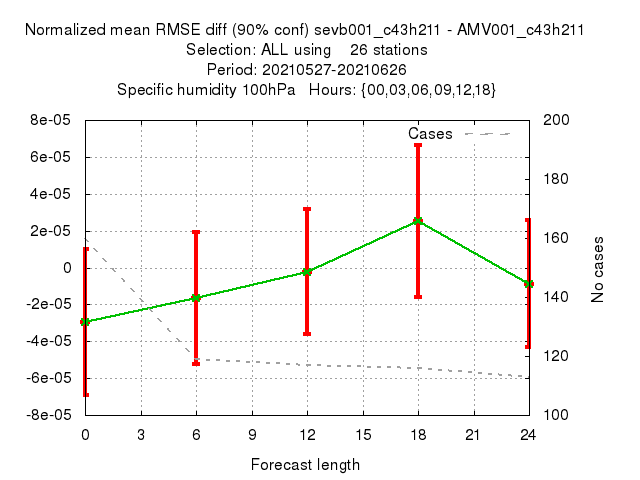 Normalized mean RMSE diff (90% conf) sevb001_c43h211 - AMV001_c43h211
Selection: ALL using    26 stations
Period: 20210527-20210626
Specific humidity 100hPa   Hours: {00,03,06,09,12,18}
Cases
8e-05
6e-05
4e-05
2e-05
0
-2e-05
-4e-05
-6e-05
-8e-05
200
180
160
140
120
100
No cases
0 3 6 9 12 15 18 21 24
Forecast length